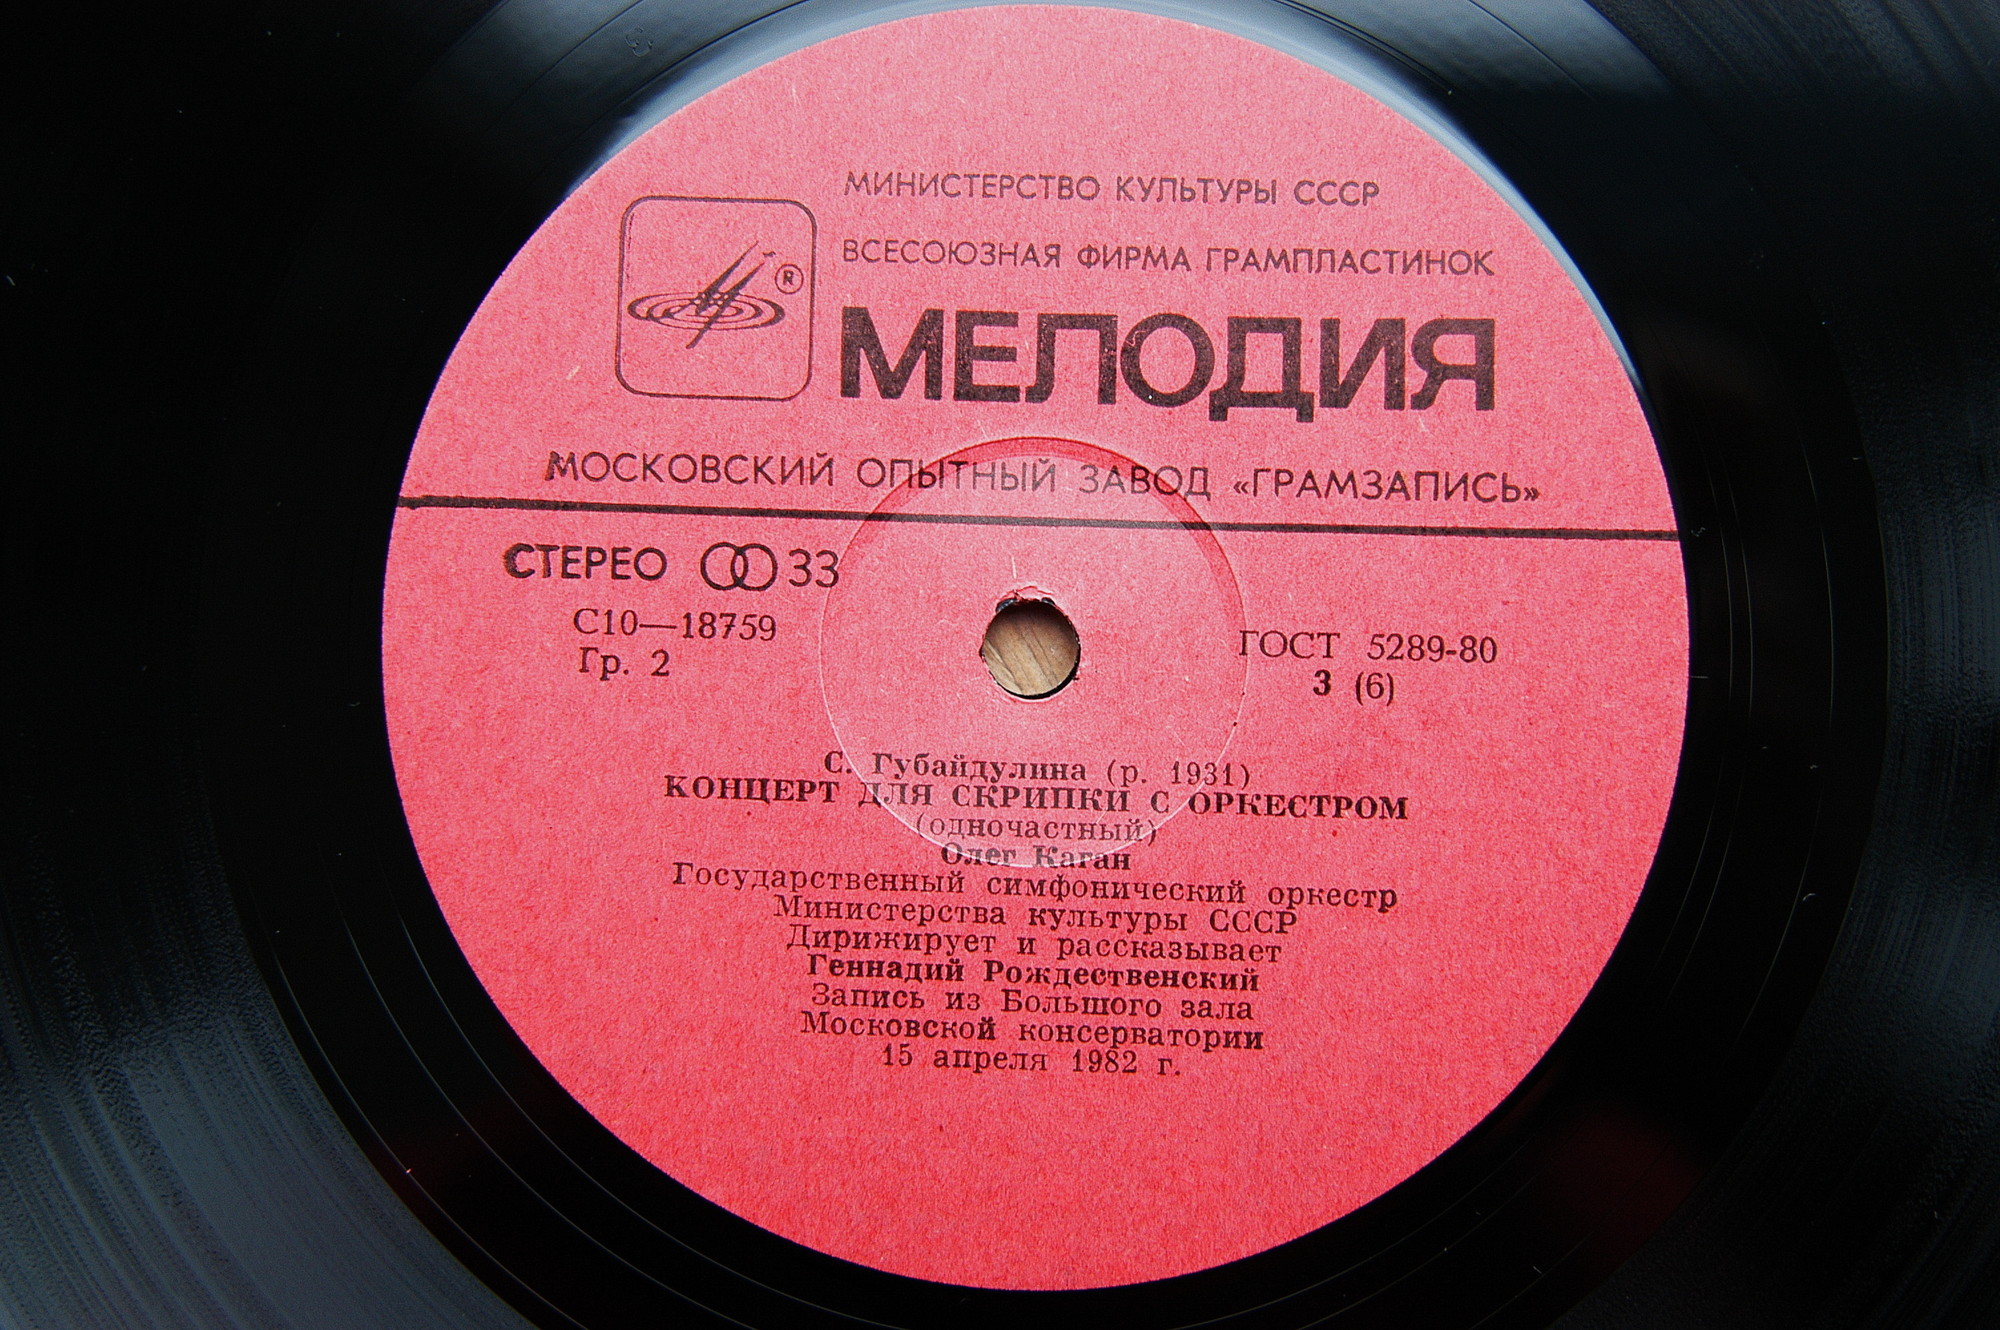 МИНИСТЕРСТВО КУЛЬТУРЫ СССР
ВСЕСОЮЗНАЯ ФИРМА ГРАМПЛАСТИНОК
®
МЕЛОДИЯ
МОСКОВСКИЙ ОПЫТНЫЙ ЗАВОД «ГРАМЗАПИСЬ»
СТЕРЕО 33
С10—18759
Гр. 2
ГОСТ 5289-80
3 (6)
С. Губайдулина (р. 1931)
КОНЦЕРТ ДЛЯ СКРИПКИ С ОРКЕСТРОМ
(одночастный)
Олег Каган
Государственный симфонический оркестр
Министерства культуры СССР
Дирижирует и рассказывает
Геннадий Рождественский
Запись из Большого зала
Московской консерватории
15 апреля 1982 г.